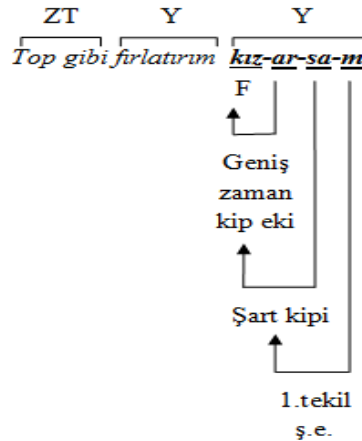 ZT Y Y
Top gibi fırlatırım kız-ar-sa-m
F
Geniş
zaman
kip eki
Şart kipi
1.tekil
ş.e.